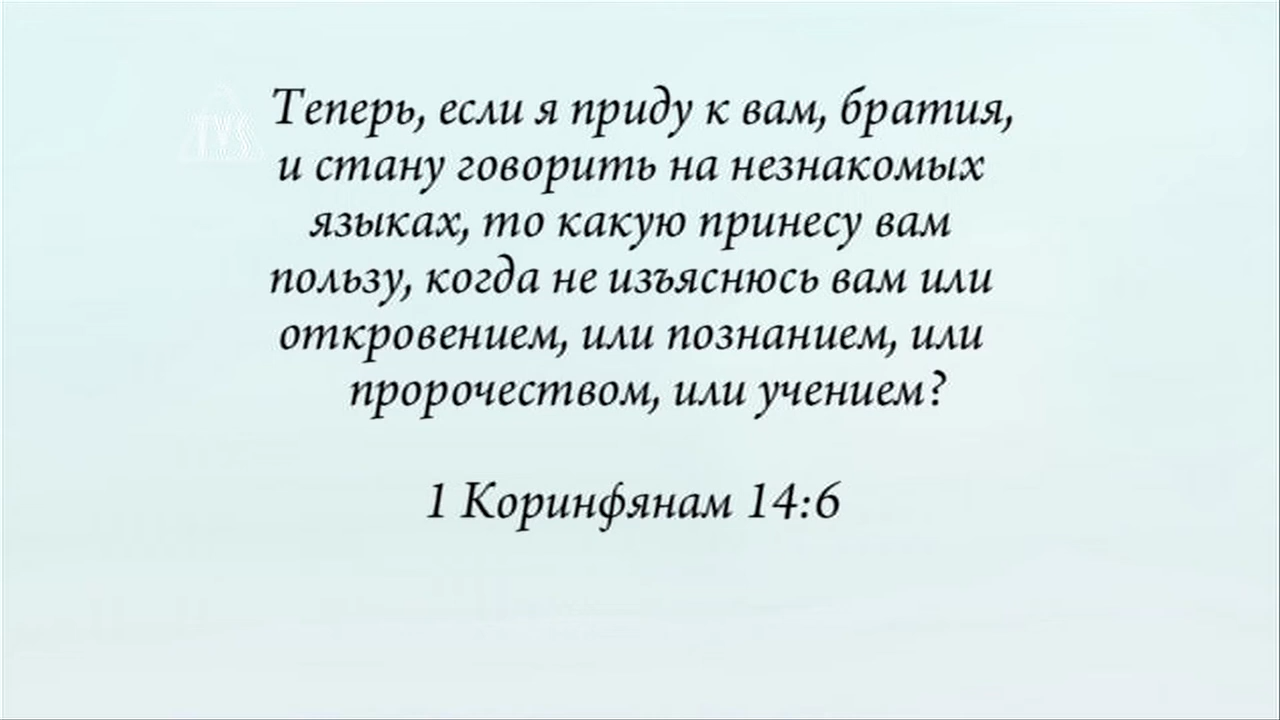 Теперь, если я приду к вам, братия,
и стану говорить на незнакомых
языках, то какую принесу вам
пользу, когда не изъяснюсь вам или
откровением, или познанием, или
пророчеством, или учением?
1 Коринфянам 14:6
TVS